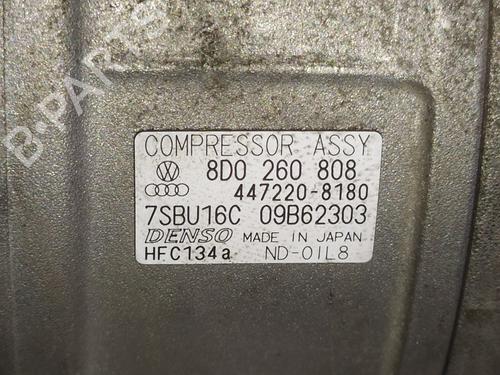 B-PARTS
COMPRESSOR ASSY
8D0 260 808
447220-8180
7SBU16C 09B62303
DENSO MADE IN JAPAN
HFC134a ND-OIL8